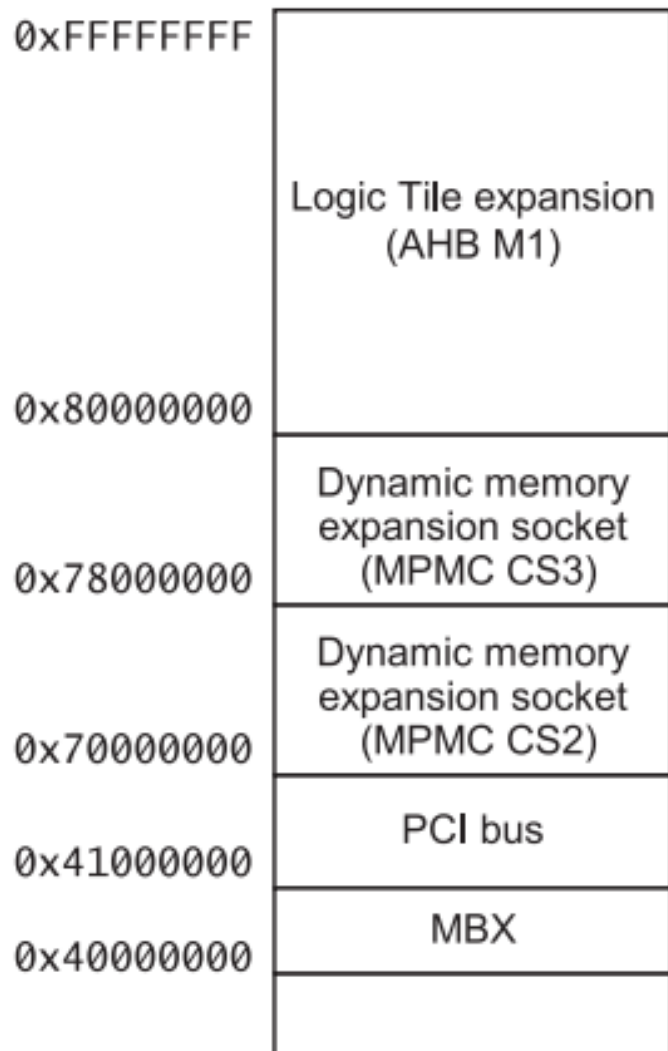 0xFFFFFFFF
Logic Tile expansion
(AHB M1)
0x80000000
Dynamic memory
expansion socket
(MPMC CS3)
0x78000000
Dynamic memory
expansion socket
(MPMC CS2)
0x70000000
PCI bus
0x41000000
MBX
0x40000000